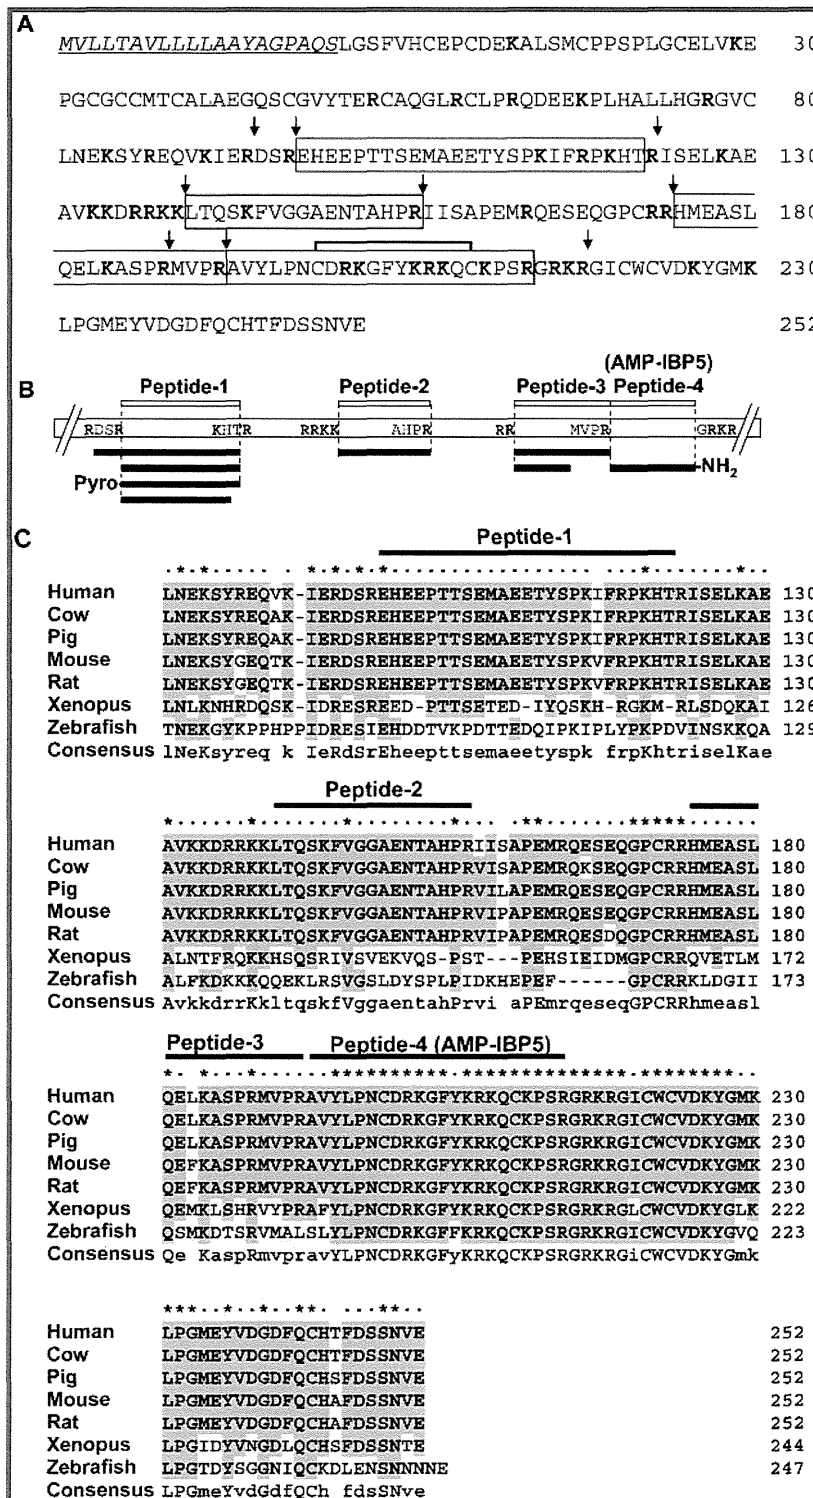 A
MVLLTAVLLLLAAYAGPAQSLGSFVHCEPCDEKALSMCPPSPLGCELVKE 30
PGCGCCMTCALAEGQSCGVYTERCAQGLRCLPRQDEEKPLHALLHGRGVC 80
LNEKSYREQVKIERDSREHEEPTTSEMAEETYSPKIFRPKHTRISELKAE 130
AVKKDRRKKLTQSKFVGGAENTAHPRIISAPEMRQESEQGPCRRHMEASL 180
QELKASPRMVPRAVYLPNCDRKGFYKRKQCKPSRGRKRGICWCVDKYGMK 230
LPGMEYVDGDFQCHTFDSSNVE 252
B
(AMP-IBP5)
Peptide-1 Peptide-2 Peptide-3 Peptide-4
RDSR KHTR RRKK AHPR RR MVPR GRKR
-NH2
Pyro
C
Peptide-1
Human LNEKSYREQVK-IERDSREHEEPTTSEMAEETYSPKIFRPKHTRISELKAE 130
Cow LNEKSYREQAK-IERDSREHEEPTTSEMAEETYSPKIFRPKHTRISELKAE 130
Pig LNEKSYREQAK-IERDSREHEEPTTSEMAEETYSPKIFRPKHTRISELKAE 130
Mouse LNEKSYGEQTK-IERDSREHEEPTTSEMAEETYSPKVFRPKHTRISELKAE 130
Rat LNEKSYGEQTK-IERDSREHEEPTTSEMAEETYSPKVFRPKHTRISELKAE 130
Xenopus LNLKNHRDQSK-IDRESREEED-PTTSETED-IYQSKH-RGKM-RLSDQKAI 126
Zebrafish TNEKGYKPPHPPIDRESIEHDDTVKPDTTEDQIPKIPLYPKPDVINSKKQA 129
Consensus lNeKsyreq k IeRdSrEheepttsemaeetyspk frpKhtriselKae
Peptide-2
Human AVKKDRRKKLTQSKFVGGAENTAHPRIISAPEMRQESEQGPCRRHMEASL 180
Cow AVKKDRRKKLTQSKFVGGAENTAHPRVISAPEMRQKSEQGPCRRHMEASL 180
Pig AVKKDRRKKLTQSKFVGGAENTAHPRVILAPEMRQESEQGPCRRHMEASL 180
Mouse AVKKDRRKKLTQSKFVGGAENTAHPRVIPAPEMRQESEQGPCRRHMEASL 180
Rat AVKKDRRKKLTQSKFVGGAENTAHPRVIPAPEMRQESDQGPCRRHMEASL 180
Xenopus ALNTFRQKKHSQSRIVSVEKVQS-PST---PEHSIEIDMGPCRRQVETLM 172
Zebrafish ALFKDKKKQQEKLRSVGSLDYSPLPIDKHEPEF------GPCRRKLDGII 173
Consensus AvkkdrrKkltqskfVggaentahPrvi aPEmrqeseqGPCRRhmeasl
Peptide-3 Peptide-4 (AMP-IBP5)
Human QELKASPRMVPRAVYLPNCDRKGFYKRKQCKPSRGRKRGICWCVDKYGMK 230
Cow QELKASPRMVPRAVYLPNCDRKGFYKRKQCKPSRGRKRGICWCVDKYGMK 230
Pig QELKASPRMVPRAVYLPNCDRKGFYKRKQCKPSRGRKRGICWCVDKYGMK 230
Mouse QEFKASPRMVPRAVYLPNCDRKGFYKRKQCKPSRGRKRGICWCVDKYGMK 230
Rat QEFKASPRMVPRAVYLPNCDRKGFYKRKQCKPSRGRKRGICWCVDKYGMK 230
Xenopus QEMKLSHRVYPRAFYLPNCDRKGFYKRKQCKPSRGRKRGLCWCVDKYGLK 222
Zebrafish QSMKDTSRVMALSLYLPNCDRKGFFKRKQCKPSRGRKRGICWCVDKYGVQ 223
Consensus Qe KaspRmvpravYLPNCDRKGFyKRKQCKPSRGRKRGiCWCVDKYGmk
Human LPGMEYVDGDFQCHTFDSSNVE 252
Cow LPGMEYVDGDFQCHTFDSSNVE 252
Pig LPGMEYVDGDFQCHSFDSSNVE 252
Mouse LPGMEYVDGDFQCHAFDSSNVE 252
Rat LPGMEYVDGDFQCHAFDSSNVE 252
Xenopus LPGIDYVNGDLQCHSFDSSNTE 244
Zebrafish LPGTDYSGGNIQCKDLENSNNNNE 247
Consensus LPGmeYvdGdfQCh fdsSNve